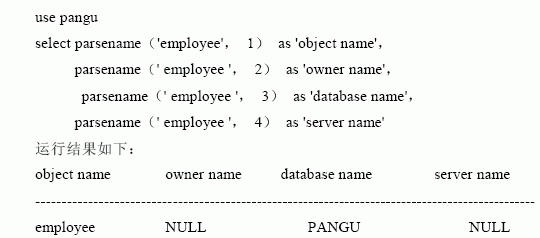 use pangu
select parsename（'employee'， 1） as 'object name'，
parsename（' employee '， 2） as 'owner name'，
parsename（' employee '， 3） as 'database name'，
parsename（' employee '， 4） as 'server name'
运行结果如下：
object name owner name database name server name
--------------------------------------------------------------------------------------------
employee NULL PANGU NULL